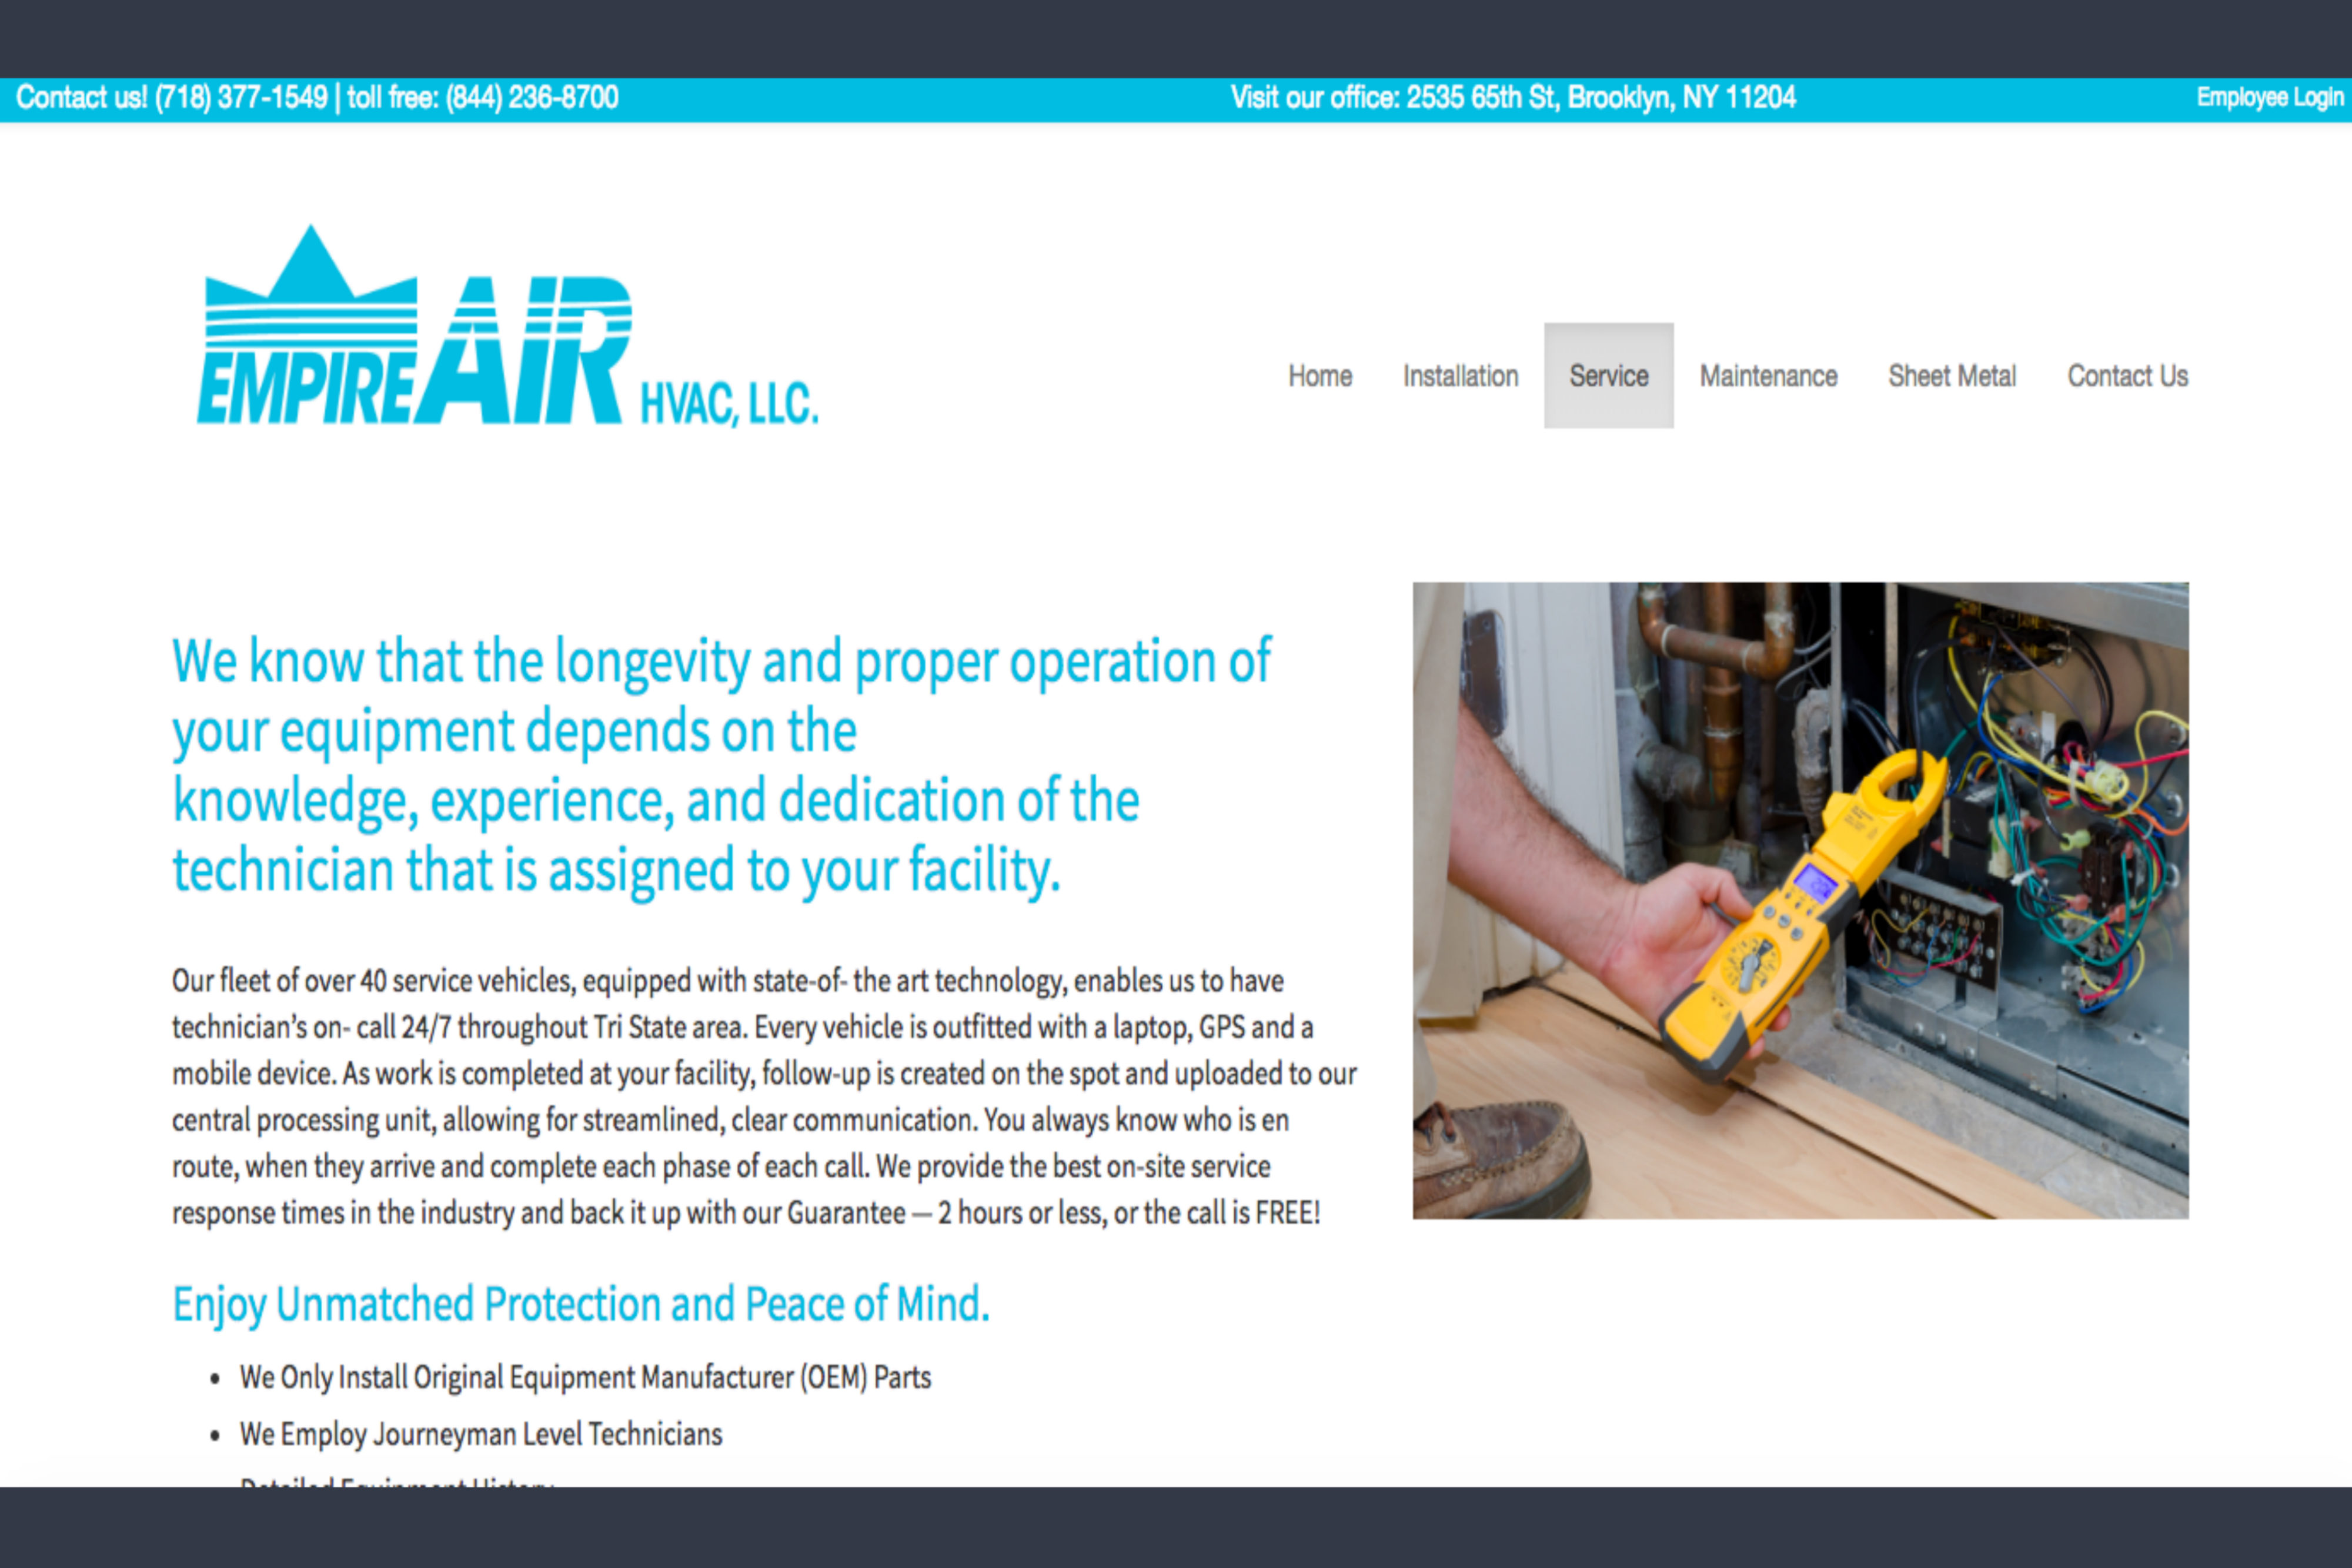 Contact us! (718) 377-1549 | toll free: (844) 236-8700
Visit our office: 2535 65th St, Brooklyn, NY 11204
Employee Login
EMPIRE AIR HVAC, LLC.
Home
Installation
Service
Maintenance
Sheet Metal
Contact Us
We know that the longevity and proper operation of
your equipment depends on the
knowledge, experience, and dedication of the
technician that is assigned to your facility.
Our fleet of over 40 service vehicles, equipped with state-of- the art technology, enables us to have
technician’s on- call 24/7 throughout Tri State area. Every vehicle is outfitted with a laptop, GPS and a
mobile device. As work is completed at your facility, follow-up is created on the spot and uploaded to our
central processing unit, allowing for streamlined, clear communication. You always know who is en
route, when they arrive and complete each phase of each call. We provide the best on-site service
response times in the industry and back it up with our Guarantee — 2 hours or less, or the call is FREE!
Enjoy Unmatched Protection and Peace of Mind.
• We Only Install Original Equipment Manufacturer (OEM) Parts
• We Employ Journeyman Level Technicians
Detailed Equipment History